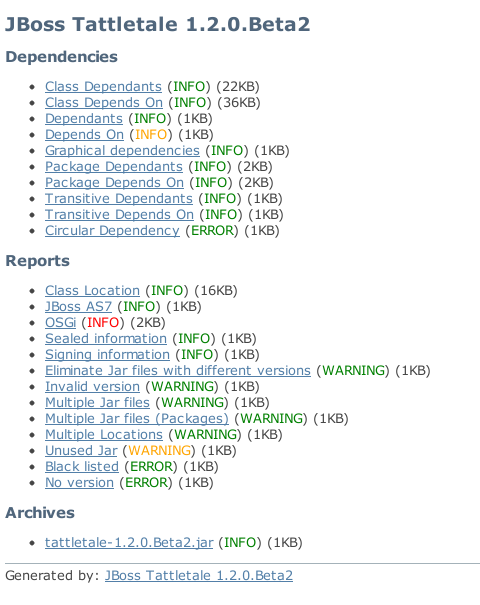 JBoss Tattletale 1.2.0.Beta2
Dependencies
Class Dependants (INFO) (22KB)
Class Depends On (INFO) (36KB)
Dependants (INFO) (1KB)
Depends On (INFO) (1KB)
Graphical dependencies (INFO) (1KB)
Package Dependants (INFO) (2KB)
Package Depends On (INFO) (2KB)
Transitive Dependants (INFO) (1KB)
Transitive Depends On (INFO) (1KB)
Circular Dependency (ERROR) (1KB)
Reports
Class Location (INFO) (16KB)
JBoss AS7 (INFO) (1KB)
OSGi (INFO) (2KB)
Sealed information (INFO) (1KB)
Signing information (INFO) (1KB)
Eliminate Jar files with different versions (WARNING) (1KB)
Invalid version (WARNING) (1KB)
Multiple Jar files (WARNING) (1KB)
Multiple Jar files (Packages) (WARNING) (1KB)
Multiple Locations (WARNING) (1KB)
Unused Jar (WARNING) (1KB)
Black listed (ERROR) (1KB)
No version (ERROR) (1KB)
Archives
tattletale-1.2.0.Beta2.jar (INFO) (1KB)
Generated by: JBoss Tattletale 1.2.0.Beta2